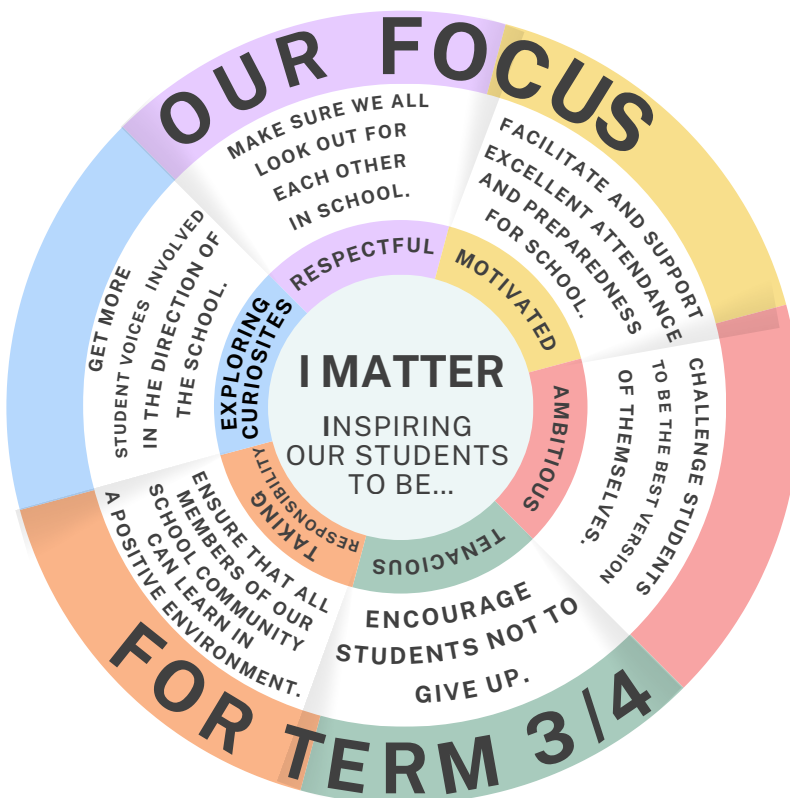 OUR FOCUS
FOR TERM 3/4
I MATTER
INSPIRING
OUR STUDENTS
TO BE...
MOTIVATED
FACILITATE AND SUPPORT
EXCELLENT ATTENDANCE
AND PREPAREDNESS
FOR SCHOOL.
AMBITIOUS
CHALLENGE STUDENTS
TO BE THE BEST VERSION
OF THEMSELVES.
TENACIOUS
ENCOURAGE
STUDENTS NOT TO
GIVE UP.
TAKING
RESPONSIBILITY
ENSURE THAT ALL
MEMBERS OF OUR
SCHOOL COMMUNITY
CAN LEARN IN
A POSITIVE ENVIRONMENT.
EXPLORING
CURIOSITES
GET MORE
STUDENT VOICES INVOLVED
IN THE DIRECTION OF
THE SCHOOL.
RESPECTFUL
MAKE SURE WE ALL
LOOK OUT FOR
EACH OTHER
IN SCHOOL.